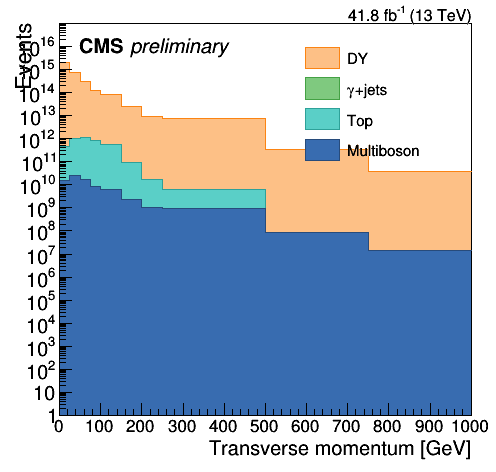 41.8 fb⁻¹ (13 TeV)
CMS preliminary
Events
DY
γ+jets
Top
Multiboson
10¹⁶
10¹⁵
10¹⁴
10¹³
10¹²
10¹¹
10¹⁰
10⁹
10⁸
10⁷
10⁶
10⁵
10⁴
10³
10²
10
1
0 100 200 300 400 500 600 700 800 900 1000
Transverse momentum [GeV]